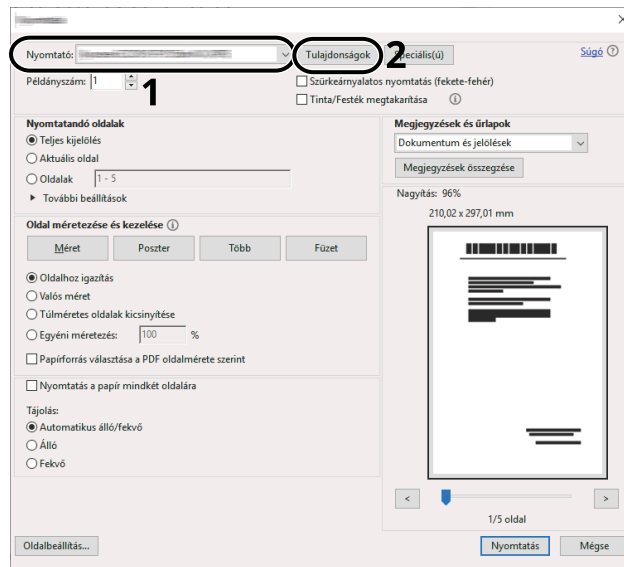 Nyomtató:
Tulajdonságok
2
Speciális(ú)
Súgó
Példányszám: 1
1
Szürkeárnyalatos nyomtatás (fekete-fehér)
Tinta/Festék megtakarítása
Nyomtatandó oldalak
Teljes kijelölés
Aktuális oldal
Oldalak 1 - 5
További beállítások
Megjegyzések és űrlapok
Dokumentum és jelölések
Megjegyzések összegzése
Oldal méretezése és kezelése
Méret Poszter Több Füzet
Oldalhoz igazítás
Valós méret
Túlméretes oldalak kicsinyítése
Egyéni méretezés: 100 %
Papírforrás választása a PDF oldalmérete szerint
Nyomtatás a papír mindkét oldalára
Tájolás:
Automatikus álló/fekvő
Álló
Fekvő
Nagyítás: 96%
210,02 x 297,01 mm
< >
1/5 oldal
Oldalbeállítás... Nyomtatás Mégse